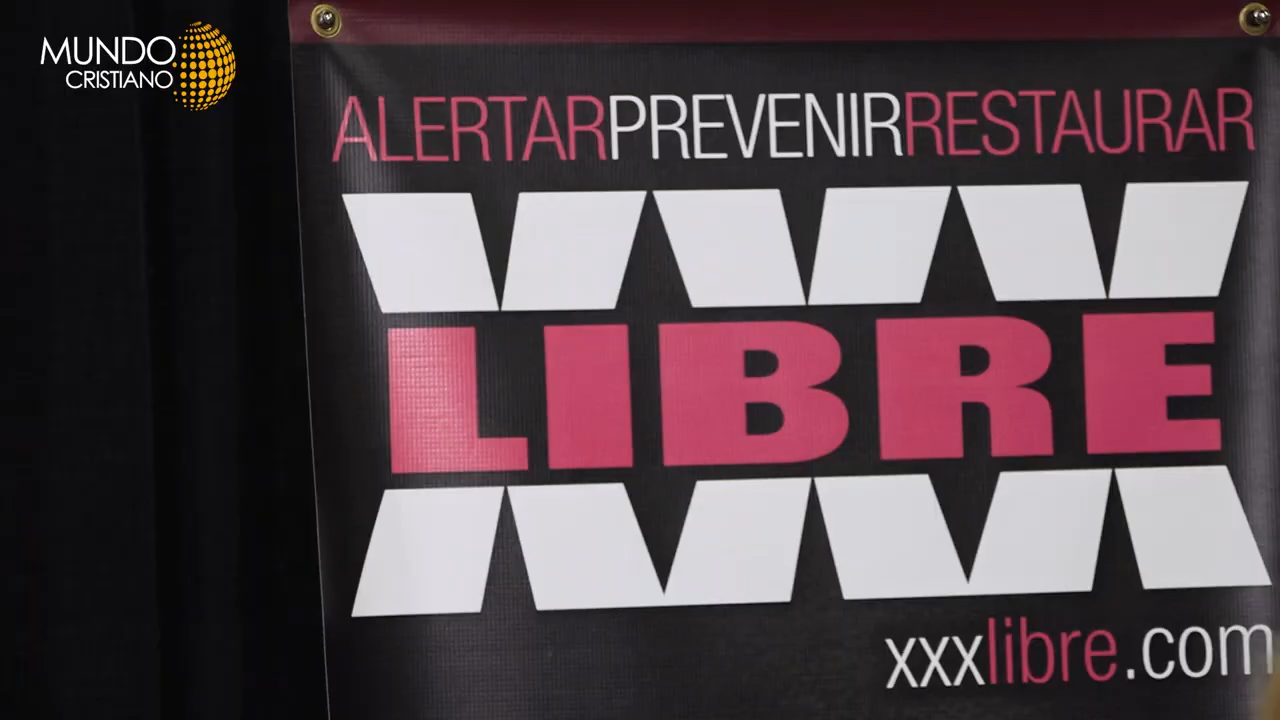 MUNDO
CRISTIANO
ALERTARPREVENIRRESTAURAR
XXX
LIBRE
xxxlibre.com